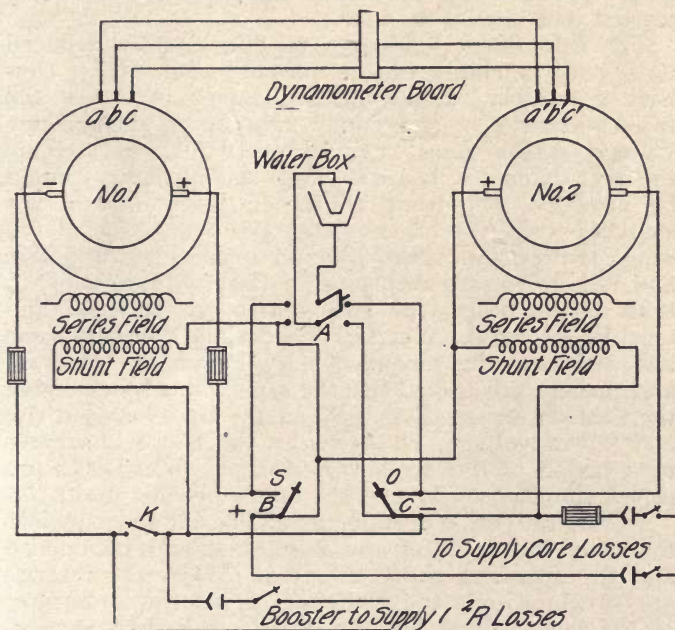 a b c
Dynamometer Board
a' b' c'
Water Box
- No.1 +
+ No.2 -
A
Series Field
Shunt Field
Series Field
Shunt Field
S
O
+ B
C -
K
To Supply Core Losses
Booster to Supply I ²R Losses